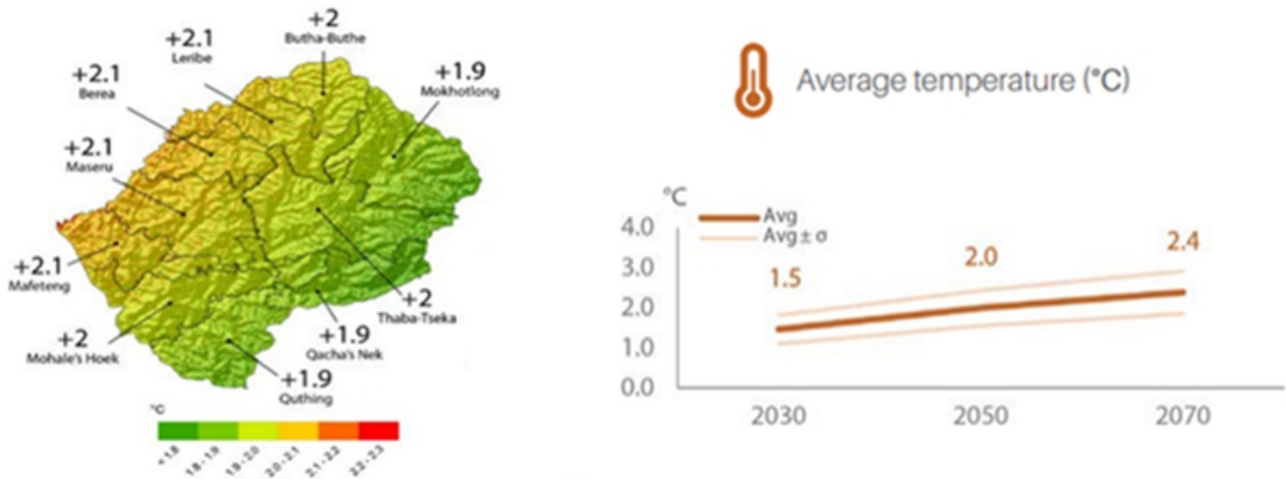 +2
Butha-Buthe
+2.1
Leribe
+2.1
Berea
+1.9
Mokhotlong
+2.1
Maseru
+2.1
Mafeteng
+2
Thaba-Tseka
+2
Mohale's Hoek
+1.9
Qacha's Nek
+1.9
Quthing
°C
< 1.8
1.8 - 1.9
1.9 - 2.0
2.0 - 2.1
2.1 - 2.2
2.2 - 2.3
Average temperature (°C)
°C
Avg
Avg ± σ
4.0
3.0
2.0
1.0
0.0
1.5
2.0
2.4
2030
2050
2070